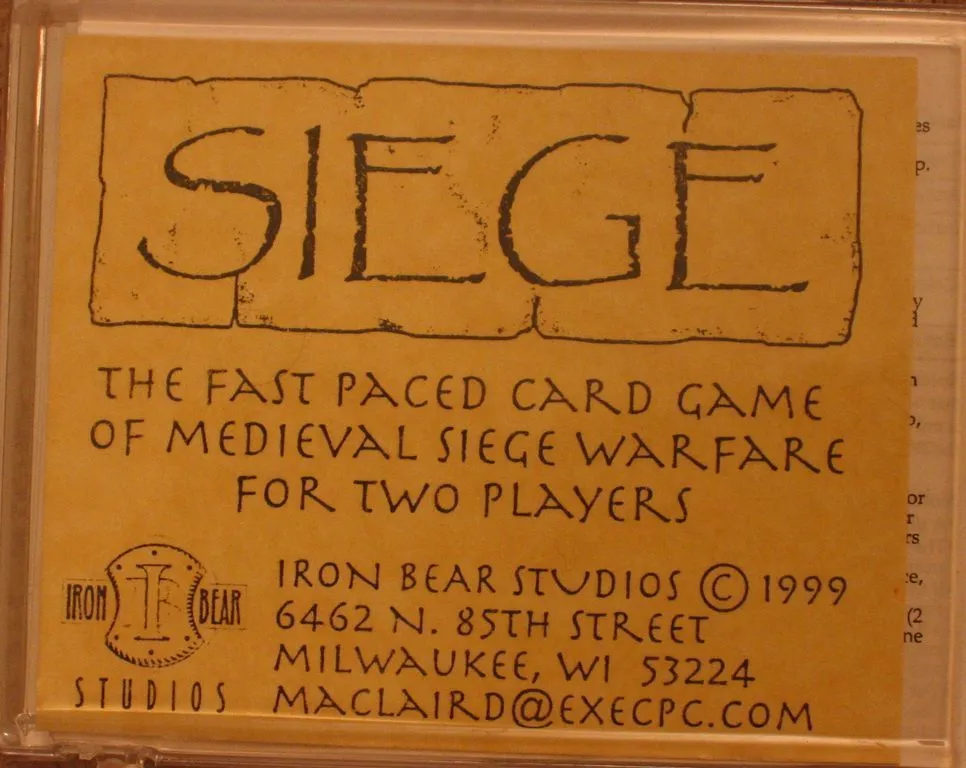 SIEGE
THE FAST PACED CARD GAME
OF MEDIEVAL SIEGE WARFARE
FOR TWO PLAYERS
IRON BEAR
STUDIOS
IRON BEAR STUDIOS © 1999
6462 N. 85TH STREET
MILWAUKEE, WI 53224
MACLAIRD@EXECPC.COM